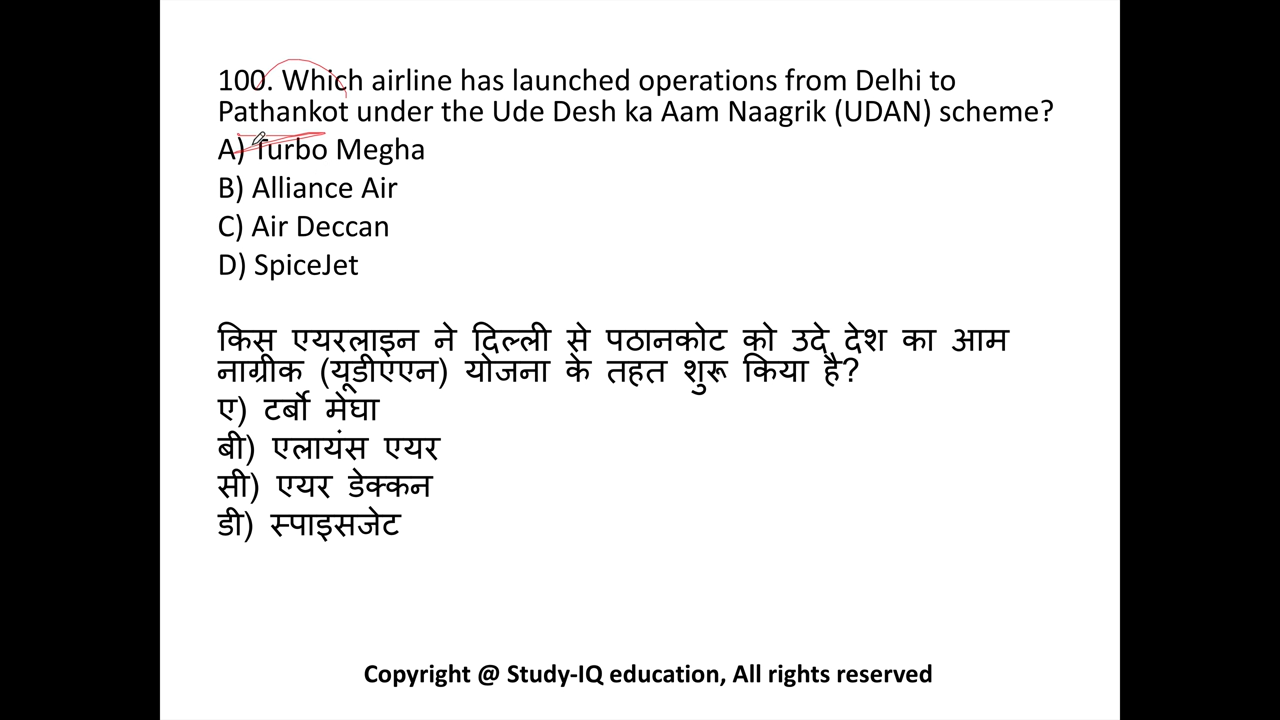 100. Which airline has launched operations from Delhi to
Pathankot under the Ude Desh ka Aam Naagrik (UDAN) scheme?
A) Turbo Megha
B) Alliance Air
C) Air Deccan
D) SpiceJet
किस एयरलाइन ने दिल्ली से पठानकोट को उदे देश का आम
नाग्रीक (यूडीएएन) योजना के तहत शुरू किया है?
ए) टर्बो मेघा
बी) एलायंस एयर
सी) एयर डेक्कन
डी) स्पाइसजेट
Copyright @ Study-IQ education, All rights reserved